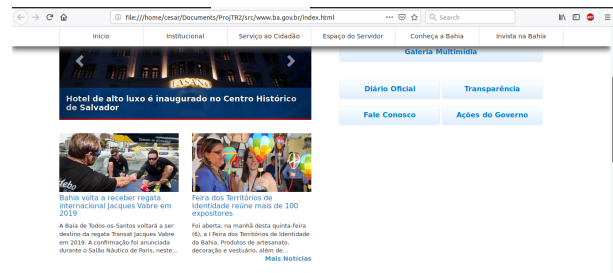 file:///home/cesar/Documents/ProjTR2/src/www.ba.gov.br/index.html
Search
Início
Institucional
Serviço ao Cidadão
Espaço do Servidor
Conheça a Bahia
Invista na Bahia
Galeria Multimídia
FASANO
Hotel de alto luxo é inaugurado no Centro Histórico
de Salvador
Diário Oficial
Transparência
Fale Conosco
Ações do Governo
Bahia volta a receber regata
internacional Jacques Vabre em
2019
A Baía de Todos-os-Santos voltará a ser
destino da regata Transat Jacques Vabre
em 2019. A confirmação foi anunciada
durante o Salão Náutico de Paris, neste...
Feira dos Territórios de
Identidade reúne mais de 100
expositores
Foi aberta, na manhã desta quinta-feira
(6), a I Feira dos Territórios de Identidade
da Bahia. Produtos de artesanato,
decoração e vestuário, além de...
Mais Notícias